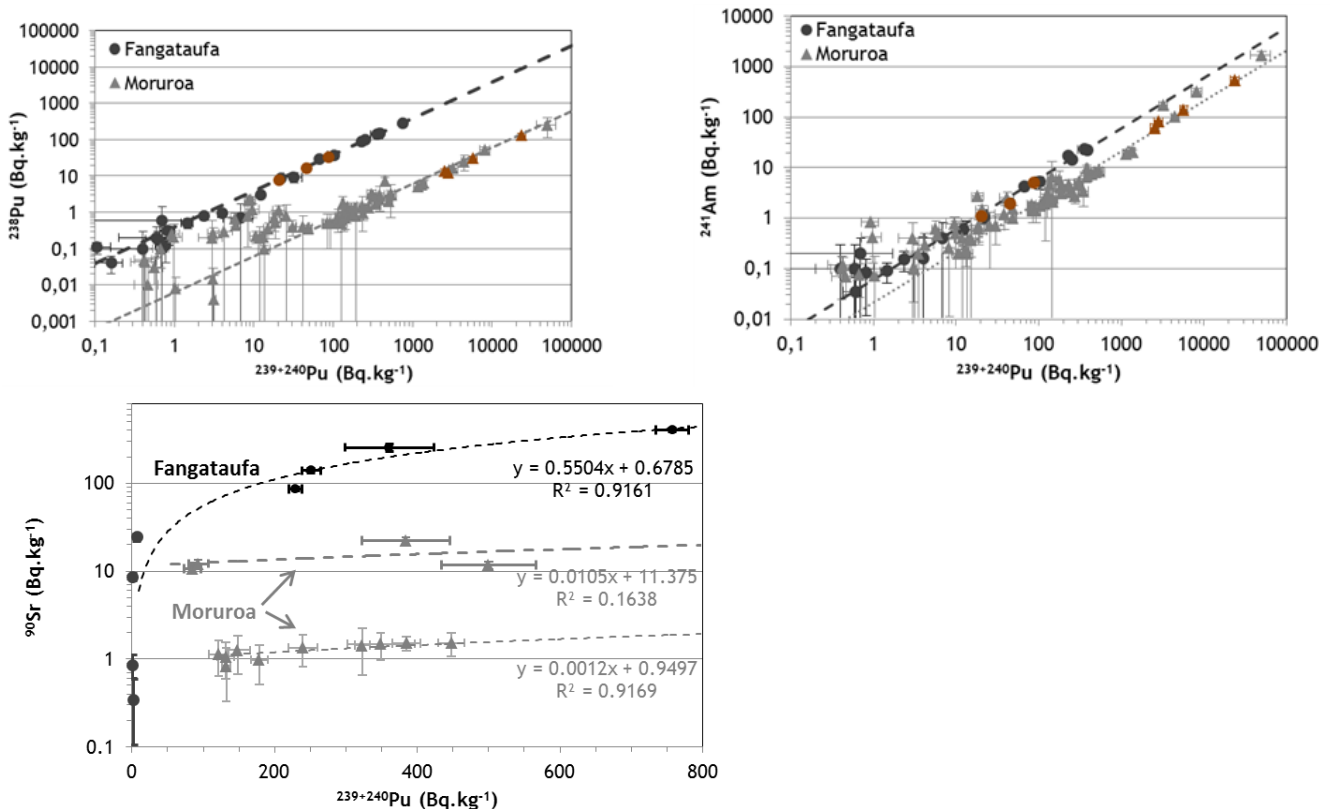 100000
10000
1000
100
10
1
0,1
0,01
0,001
²³⁸Pu (Bq.kg⁻¹)
Fangataufa
Moruroa
0,1 1 10 100 1000 10000 100000
²³⁹⁺²⁴⁰Pu (Bq.kg⁻¹)
10000
1000
100
10
1
0,1
0,01
²⁴¹Am (Bq.kg⁻¹)
Fangataufa
Moruroa
0,1 1 10 100 1000 10000 100000
²³⁹⁺²⁴⁰Pu (Bq.kg⁻¹)
100
10
1
0.1
⁹⁰Sr (Bq.kg⁻¹)
Fangataufa
y = 0.5504x + 0.6785
R² = 0.9161
Moruroa
y = 0.0105x + 11.375
R² = 0.1638
y = 0.0012x + 0.9497
R² = 0.9169
0 200 400 600 800
²³⁹⁺²⁴⁰Pu (Bq.kg⁻¹)